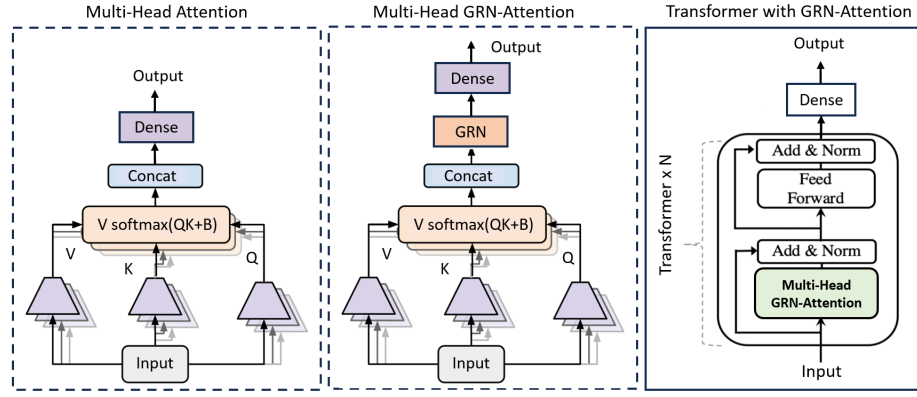 Multi-Head Attention
Output
Dense
Concat
V softmax(QK+B)
V
K
Q
Input
Multi-Head GRN-Attention
Output
Dense
GRN
Concat
V softmax(QK+B)
V
K
Q
Input
Transformer with GRN-Attention
Output
Dense
Transformer x N
Add & Norm
Feed
Forward
Add & Norm
Multi-Head
GRN-Attention
Input